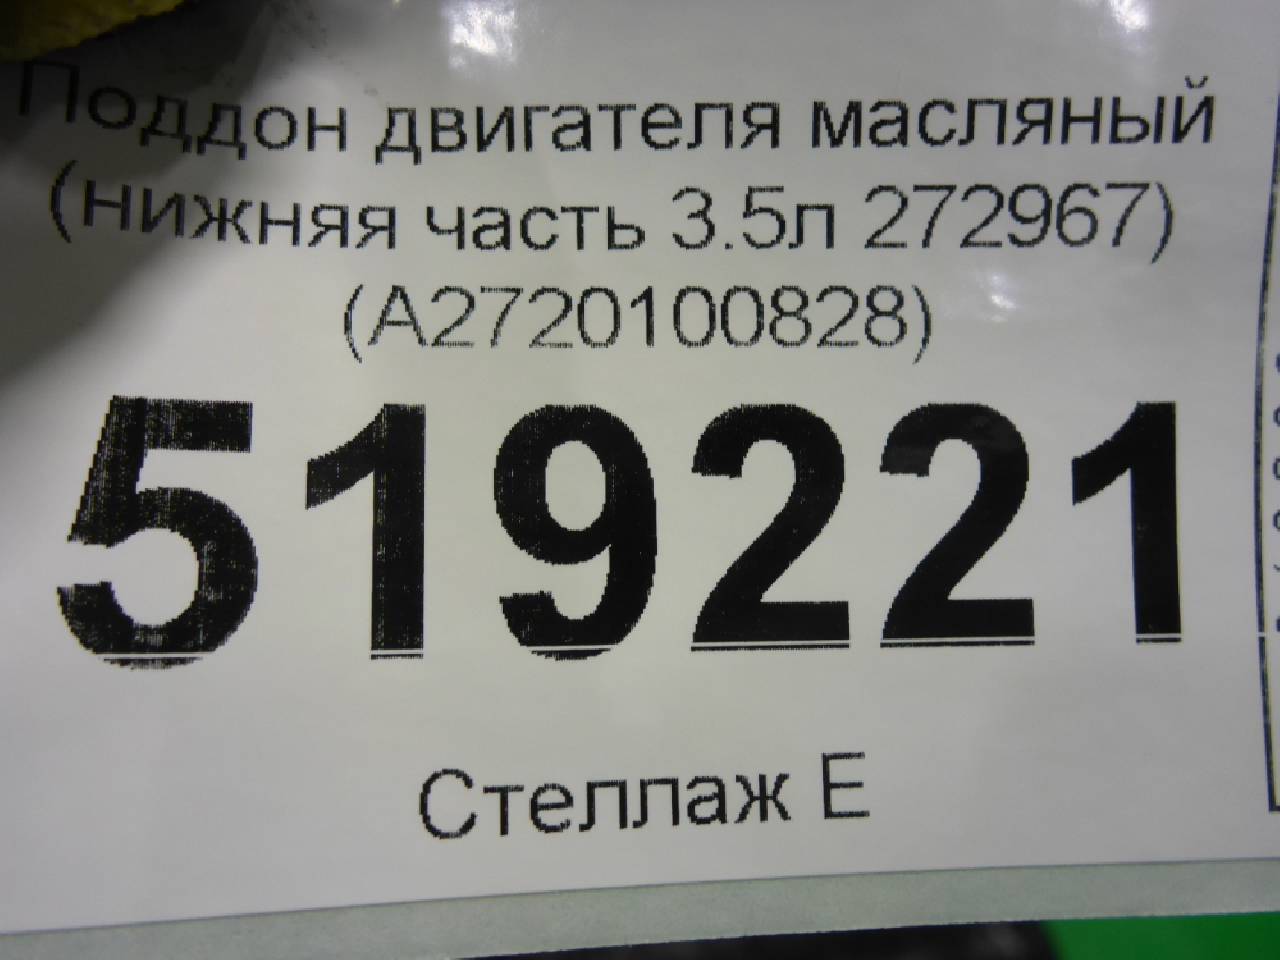 Поддон двигателя масляный
(нижняя часть 3.5л 272967)
(A2720100828)
519221
Стеллаж Е